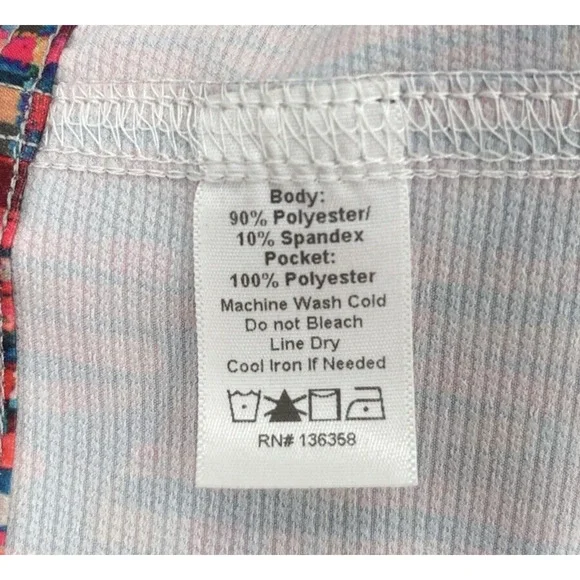 Body:
90% Polyester/
10% Spandex
Pocket:
100% Polyester
Machine Wash Cold
Do not Bleach
Line Dry
Cool Iron If Needed
RN# 136358